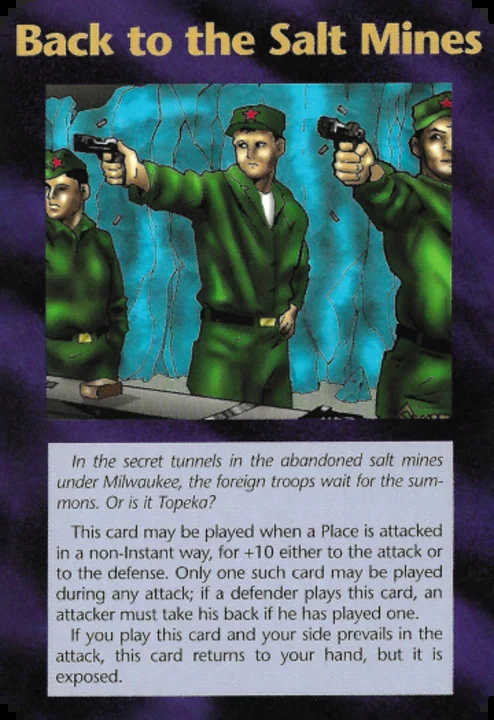 Back to the Salt Mines
In the secret tunnels in the abandoned salt mines
under Milwaukee, the foreign troops wait for the sum-
mons. Or is it Topeka?
This card may be played when a Place is attacked
in a non-Instant way, for +10 either to the attack or
to the defense. Only one such card may be played
during any attack; if a defender plays this card, an
attacker must take his back if he has played one.
If you play this card and your side prevails in the
attack, this card returns to your hand, but it is
exposed.